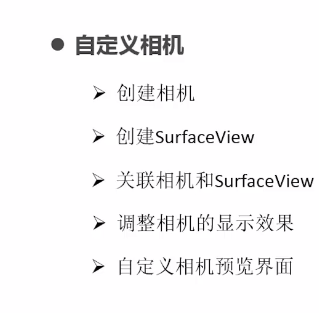 ● 自定义相机
➢ 创建相机
➢ 创建SurfaceView
➢ 关联相机和SurfaceView
➢ 调整相机的显示效果
➢ 自定义相机预览界面